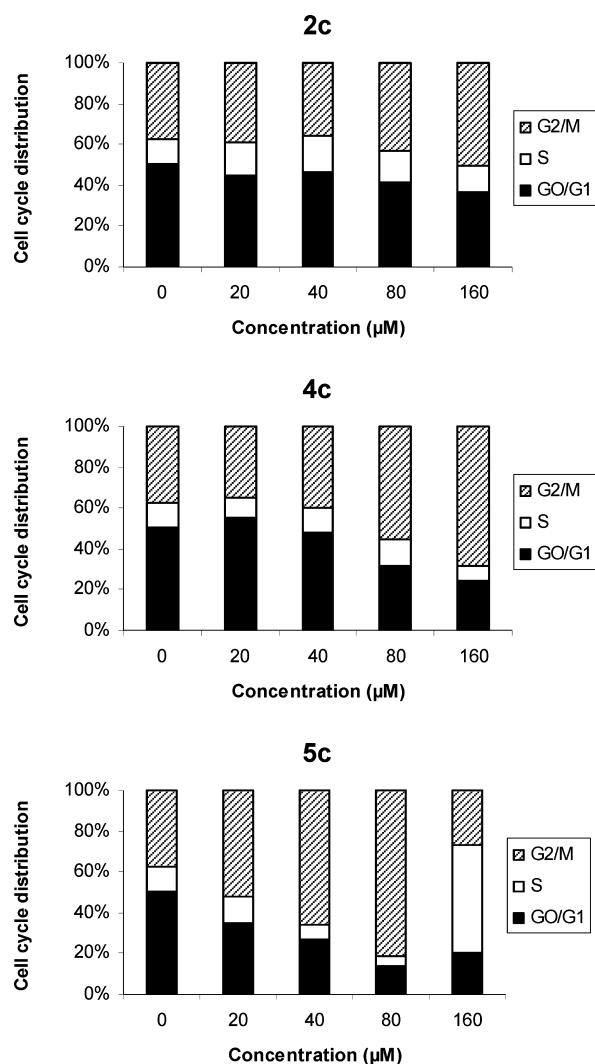 2c
Cell cycle distribution
100%
80%
60%
40%
20%
0%
0 20 40 80 160
Concentration (µM)
G2/M
S
GO/G1
4c
Cell cycle distribution
100%
80%
60%
40%
20%
0%
0 20 40 80 160
Concentration (µM)
G2/M
S
GO/G1
5c
Cell cycle distribution
100%
80%
60%
40%
20%
0%
0 20 40 80 160
Concentration (µM)
G2/M
S
GO/G1